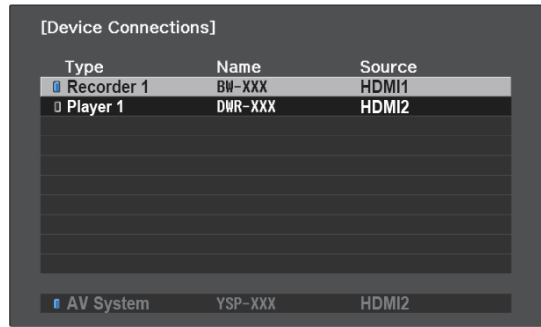 [Device Connections]
Type Name Source
Recorder 1 BW-XXX HDMI1
Player 1 DWR-XXX HDMI2
AV System YSP-XXX HDMI2